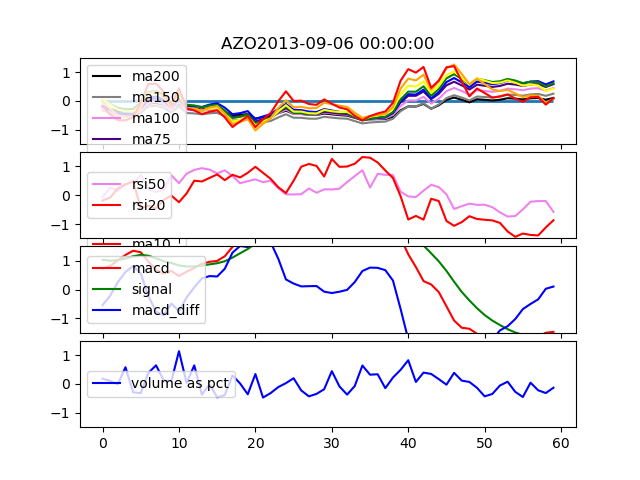 AZO2013-09-06 00:00:00
1
0
−1
ma200
ma150
ma100
ma75
1
0
−1
rsi50
rsi20
ma10
1
0
−1
macd
signal
macd_diff
1
0
−1
volume as pct
0 10 20 30 40 50 60